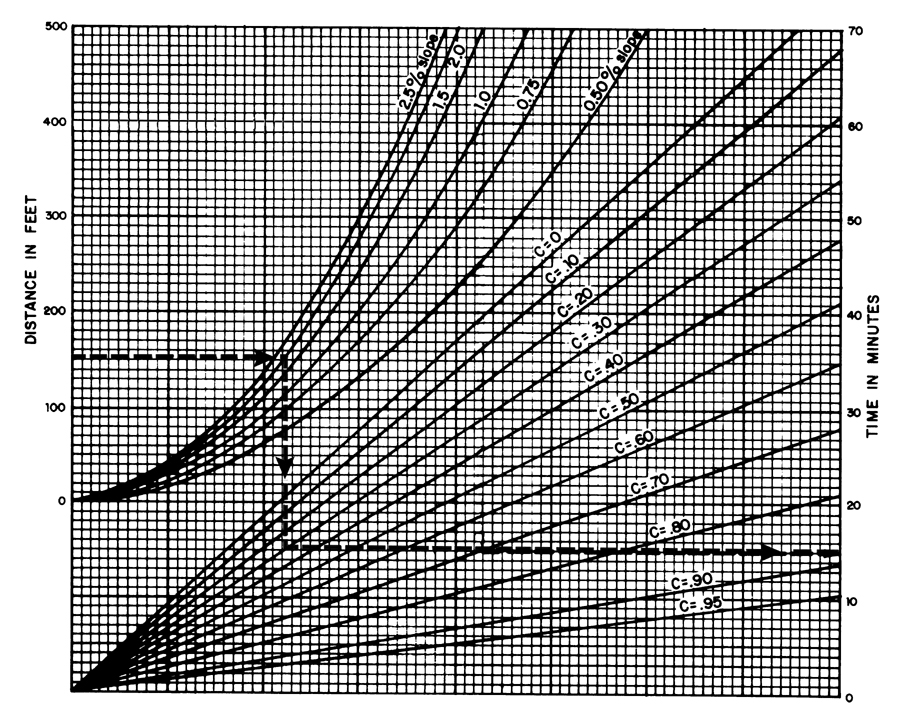 500
400
300
200
100
0
DISTANCE IN FEET
2.5% slope
2.0
1.5
1.0
0.75
0.50% slope
C=0
C=.10
C=.20
C=.30
C=.40
C=.50
C=.60
C=.70
C=.80
C=.90
C=.95
70
60
50
40
30
20
10
0
TIME IN MINUTES